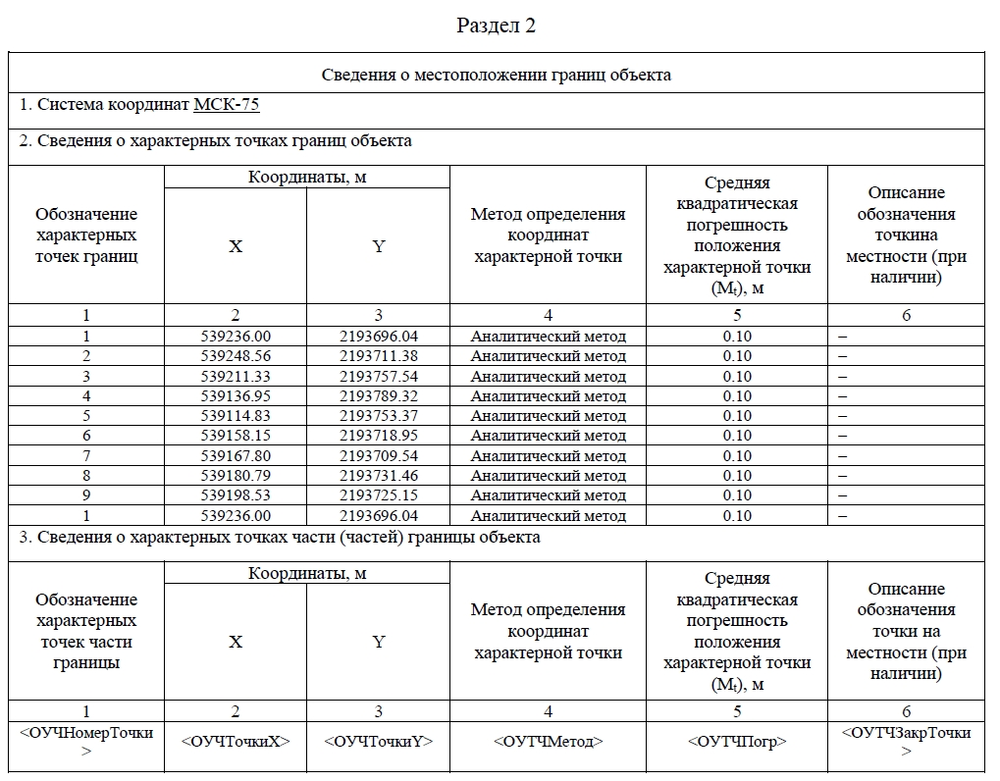 Раздел 2
Сведения о местоположении границ объекта
1. Система координат МСК-75
2. Сведения о характерных точках границ объекта
Обозначение характерных точек границ
Координаты, м
X
Y
Метод определения координат характерной точки
Средняя квадратическая погрешность положения характерной точки (Mt), м
Описание обозначения точкина местности (при наличии)
1 2 3 4 5 6
1 539236.00 2193696.04 Аналитический метод 0.10 –
2 539248.56 2193711.38 Аналитический метод 0.10 –
3 539211.33 2193757.54 Аналитический метод 0.10 –
4 539136.95 2193789.32 Аналитический метод 0.10 –
5 539114.83 2193753.37 Аналитический метод 0.10 –
6 539158.15 2193718.95 Аналитический метод 0.10 –
7 539167.80 2193709.54 Аналитический метод 0.10 –
8 539180.79 2193731.46 Аналитический метод 0.10 –
9 539198.53 2193725.15 Аналитический метод 0.10 –
1 539236.00 2193696.04 Аналитический метод 0.10 –
3. Сведения о характерных точках части (частей) границы объекта
Обозначение характерных точек части границы
Координаты, м
X
Y
Метод определения координат характерной точки
Средняя квадратическая погрешность положения характерной точки (Mt), м
Описание обозначения точки на местности (при наличии)
1 2 3 4 5 6
<ОУЧНомерТочки> <ОУЧТочкиX> <ОУЧТочкиY> <ОУТЧМетод> <ОУТЧПогр> <ОУТЧЗакрТочки>